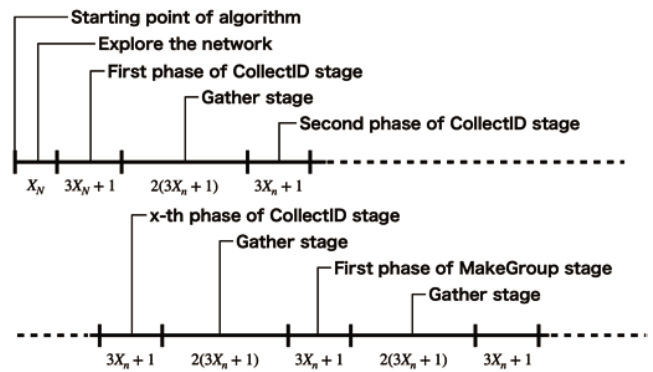 Starting point of algorithm
Explore the network
First phase of CollectID stage
Gather stage
Second phase of CollectID stage
X_N 3X_N + 1 2(3X_n + 1) 3X_n + 1
x-th phase of CollectID stage
Gather stage
First phase of MakeGroup stage
Gather stage
3X_n + 1 2(3X_n + 1) 3X_n + 1 2(3X_n + 1) 3X_n + 1